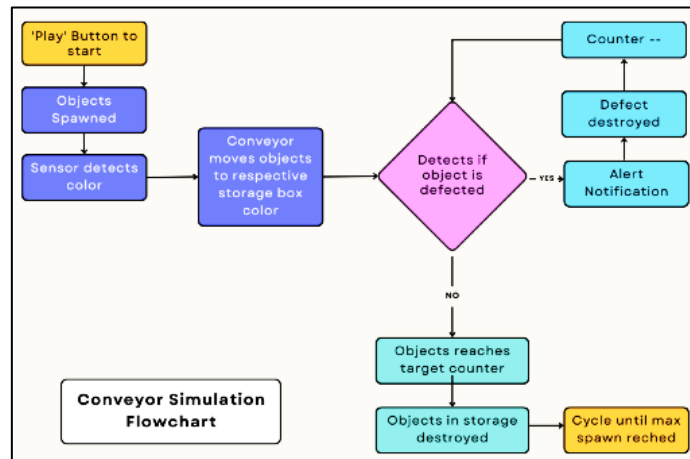 'Play' Button to
start
Objects
Spawned
Sensor detects
color
Conveyor
moves objects
to respective
storage box
color
Detects if
object is
defected
YES
Alert
Notification
Defect
destroyed
Counter --
NO
Objects reaches
target counter
Objects in storage
destroyed
Cycle until max
spawn reched
Conveyor Simulation
Flowchart